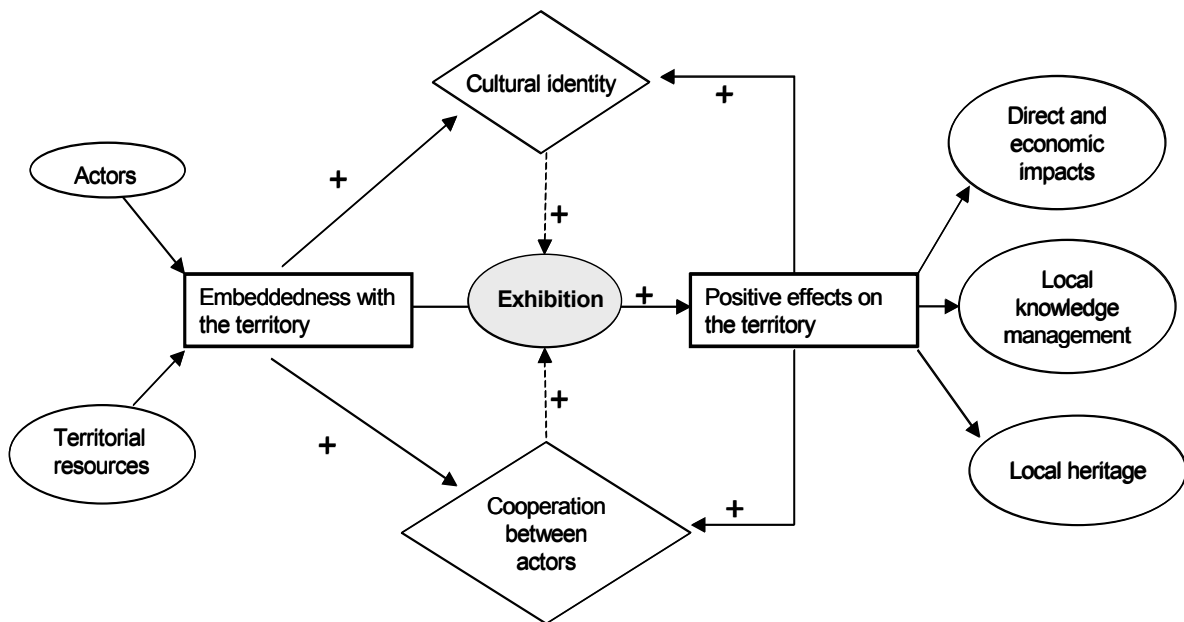 Cultural identity
+
Direct and
economic
impacts
Actors
+
+
Embeddedness with
the territory
Exhibition
+
Positive effects on
the territory
Local
knowledge
management
+
Territorial
resources
+
Local heritage
Cooperation
between
actors
+